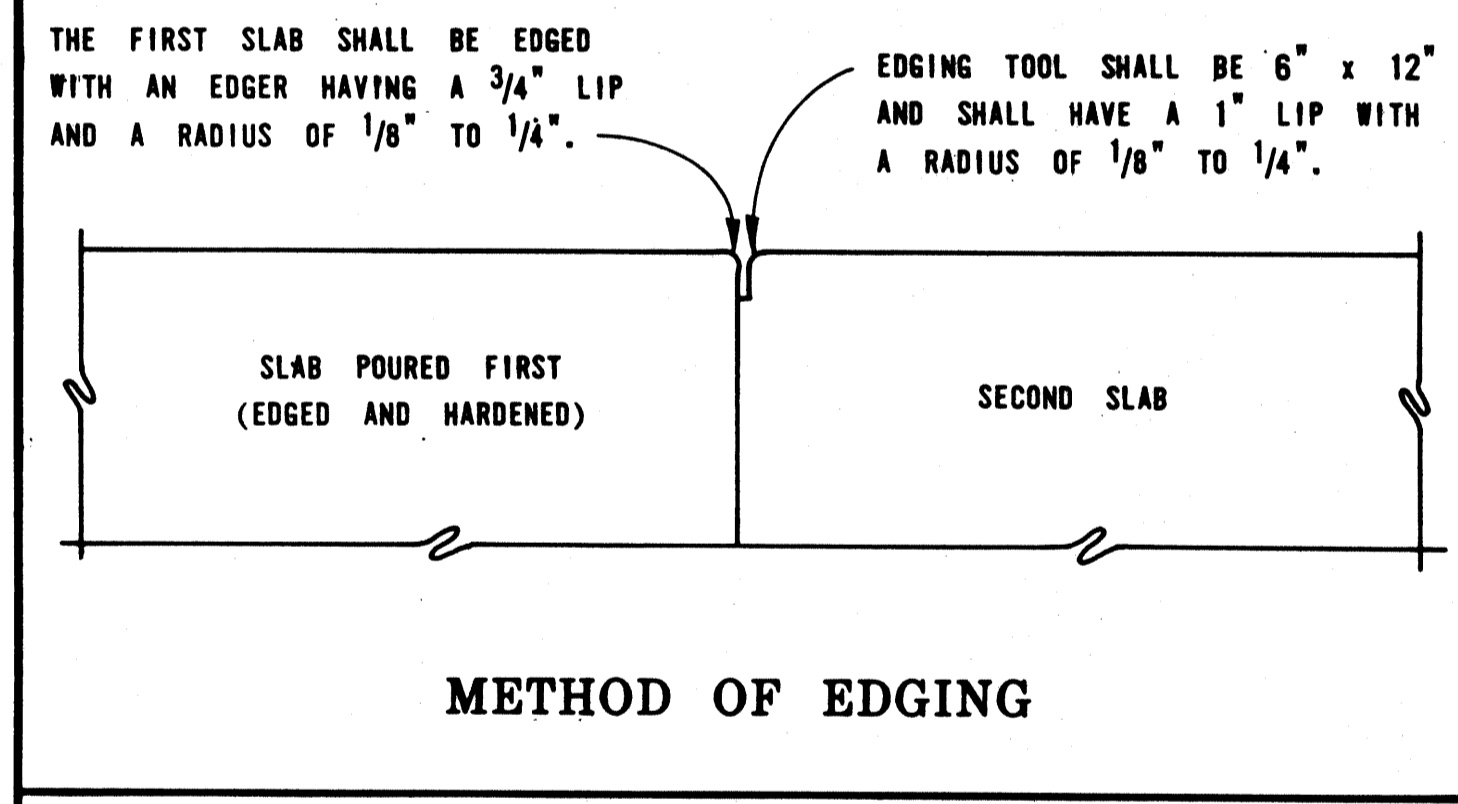 THE FIRST SLAB SHALL BE EDGED
WITH AN EDGER HAVING A 3/4" LIP
AND A RADIUS OF 1/8" TO 1/4".
EDGING TOOL SHALL BE 6" x 12"
AND SHALL HAVE A 1" LIP WITH
A RADIUS OF 1/8" TO 1/4".
SLAB POURED FIRST
(EDGED AND HARDENED)
SECOND SLAB
METHOD OF EDGING